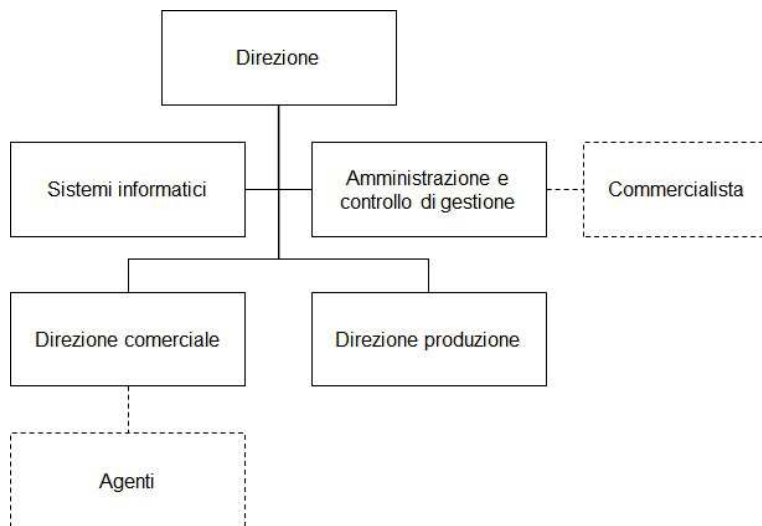 Direzione
Sistemi informatici
Amministrazione e
controllo di gestione
Commercialista
Direzione comerciale
Direzione produzione
Agenti